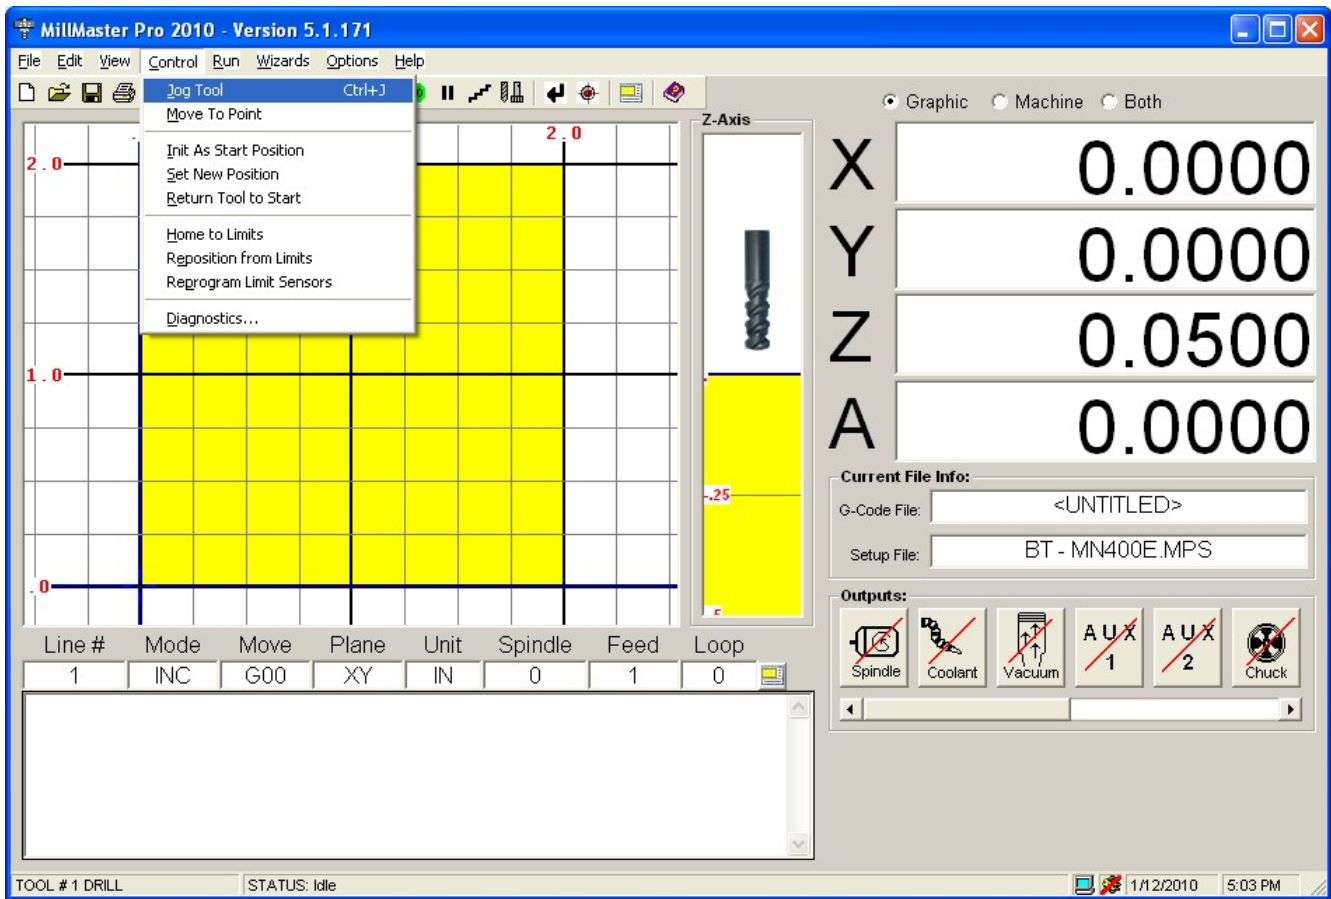 MillMaster Pro 2010 - Version 5.1.171
File Edit View Control Run Wizards Options Help
Jog Tool Ctrl+J
Move To Point
Init As Start Position
Set New Position
Return Tool to Start
Home to Limits
Reposition from Limits
Reprogram Limit Sensors
Diagnostics...
2.0
2.0
1.0
.0
Z-Axis
-.25
Graphic Machine Both
X 0.0000
Y 0.0000
Z 0.0500
A 0.0000
Current File Info:
G-Code File: <UNTITLED>
Setup File: BT - MN400E.MPS
Outputs:
Spindle
Coolant
Vacuum
AUX 1
AUX 2
Chuck
Line # Mode Move Plane Unit Spindle Feed Loop
1 INC G00 XY IN 0 1 0
TOOL # 1 DRILL STATUS: Idle 1/12/2010 5:03 PM